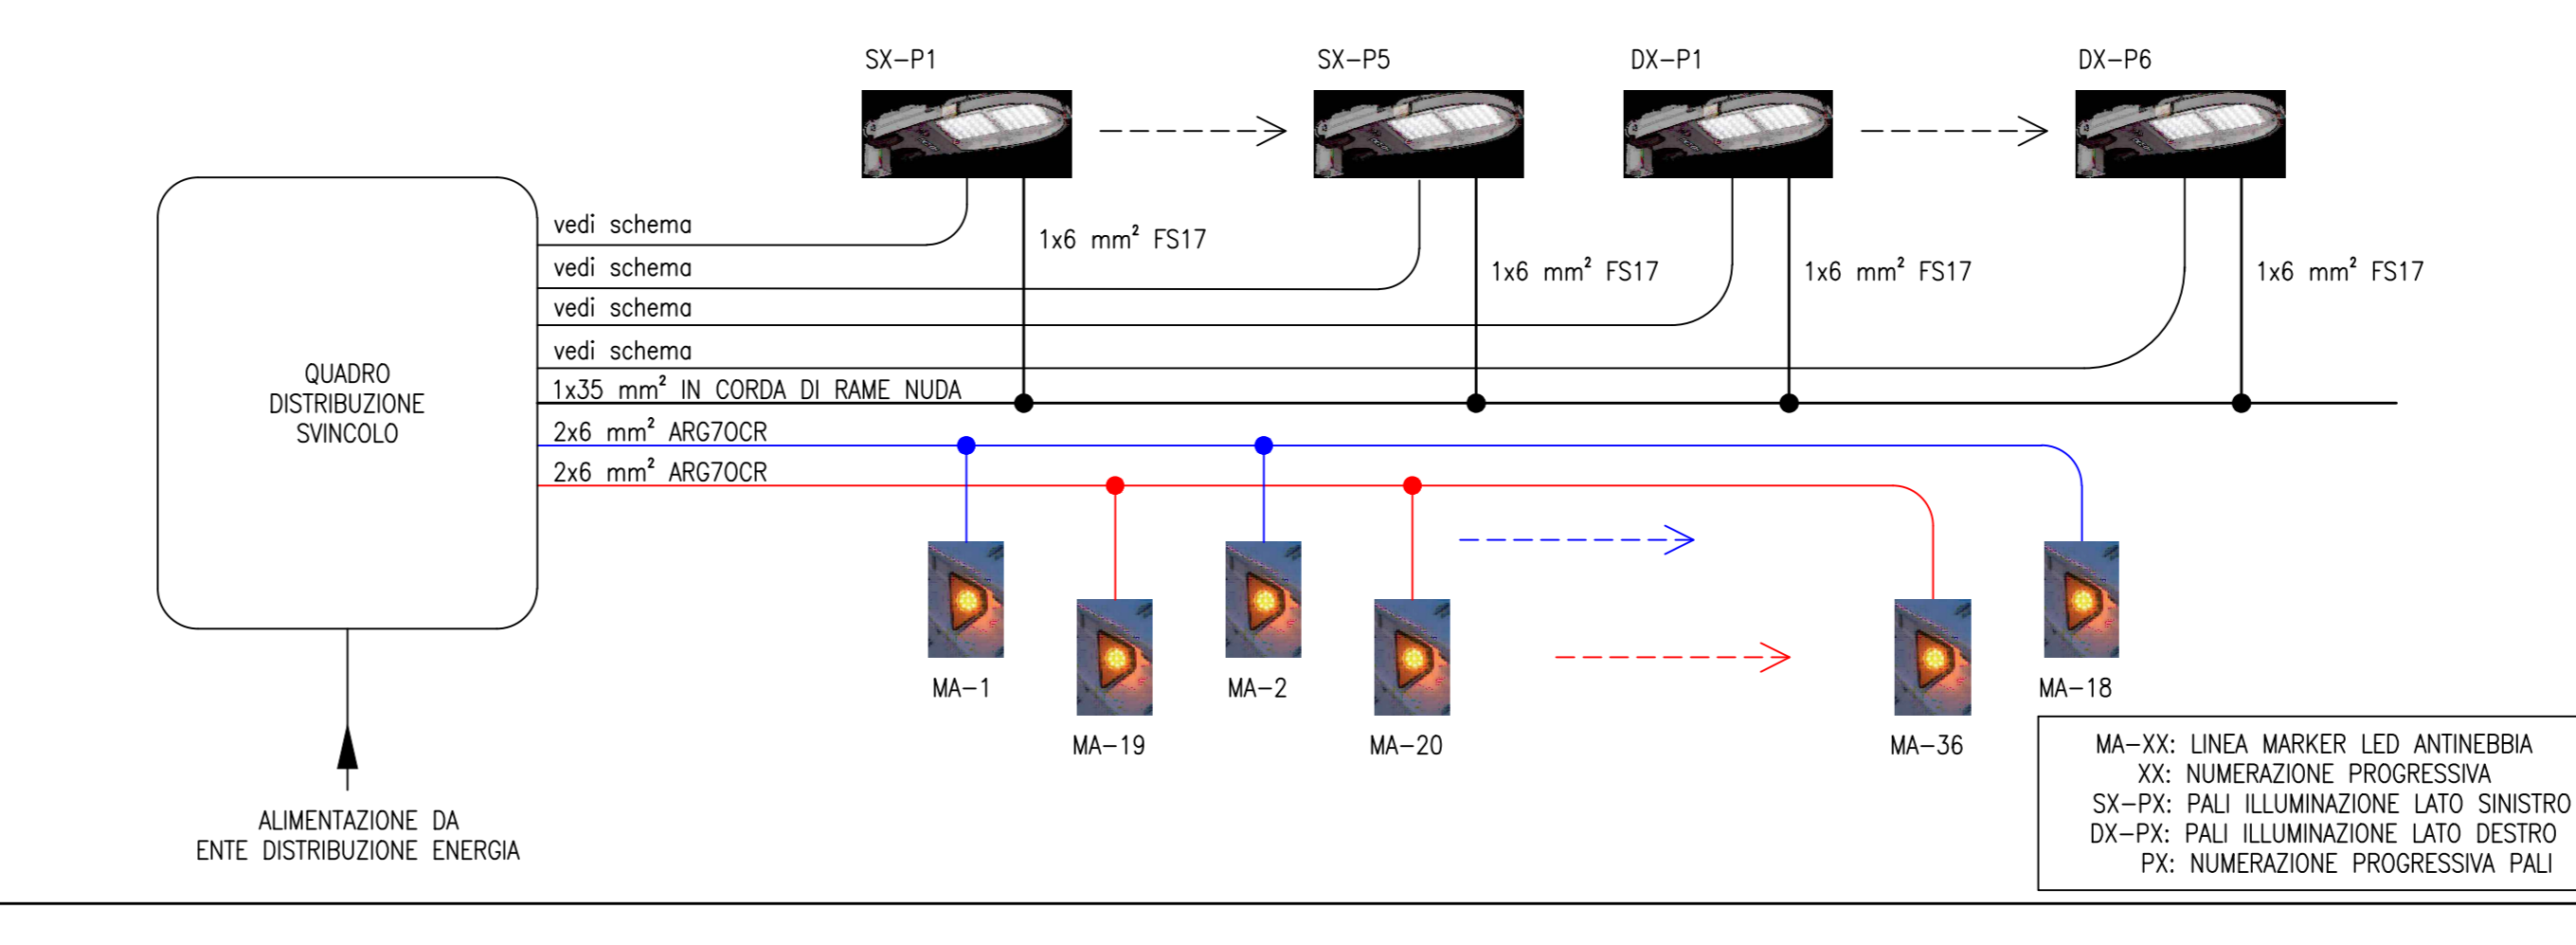 SX-P1
SX-P5
DX-P1
DX-P6
vedi schema
1x6 mm² FS17
vedi schema
1x6 mm² FS17
1x6 mm² FS17
1x6 mm² FS17
vedi schema
vedi schema
QUADRO
DISTRIBUZIONE
SVINCOLO
1x35 mm² IN CORDA DI RAME NUDA
2x6 mm² ARG7OCR
2x6 mm² ARG7OCR
MA-1
MA-2
MA-18
MA-19
MA-20
MA-36
ALIMENTAZIONE DA
ENTE DISTRIBUZIONE ENERGIA
MA-XX: LINEA MARKER LED ANTINEBBIA
XX: NUMERAZIONE PROGRESSIVA
SX-PX: PALI ILLUMINAZIONE LATO SINISTRO
DX-PX: PALI ILLUMINAZIONE LATO DESTRO
PX: NUMERAZIONE PROGRESSIVA PALI